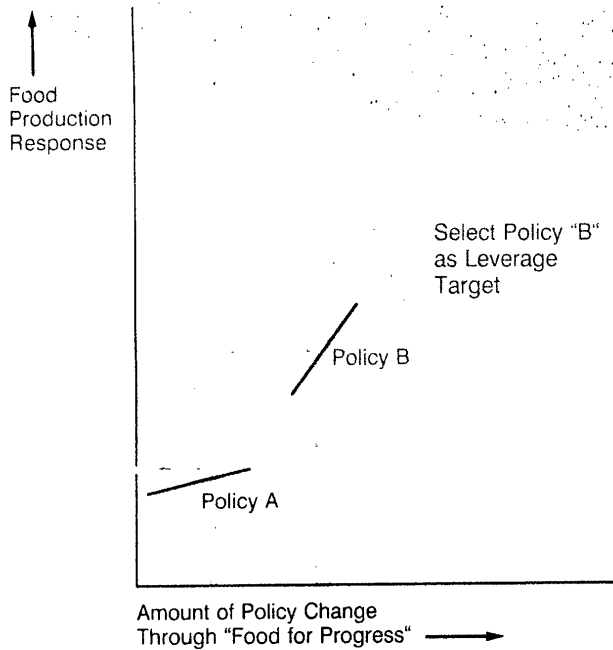 Food
Production
Response
Select Policy "B"
as Leverage
Target
Policy B
Policy A
Amount of Policy Change
Through "Food for Progress"